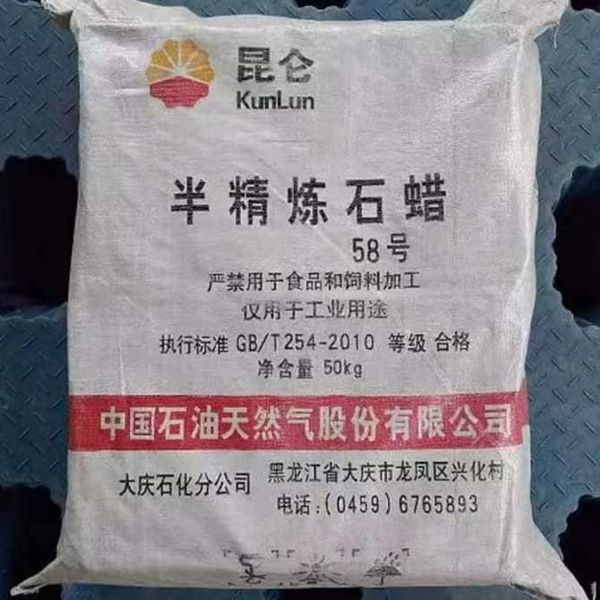 昆仑
KunLun
半精炼石蜡
58号
严禁用于食品和饲料加工
仅用于工业用途
执行标准 GB/T254-2010 等级 合格
净含量 50kg
中国石油天然气股份有限公司
大庆石化分公司 黑龙江省大庆市龙凤区兴化村
电话:(0459) 6765893